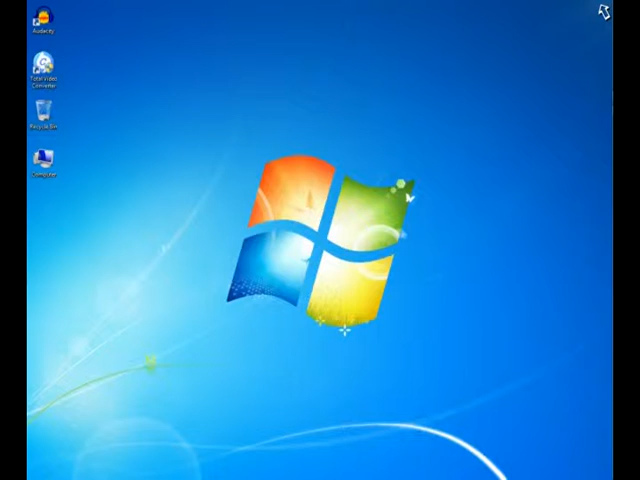 Audacity
Total Video
Converter
Recycle Bin
Computer